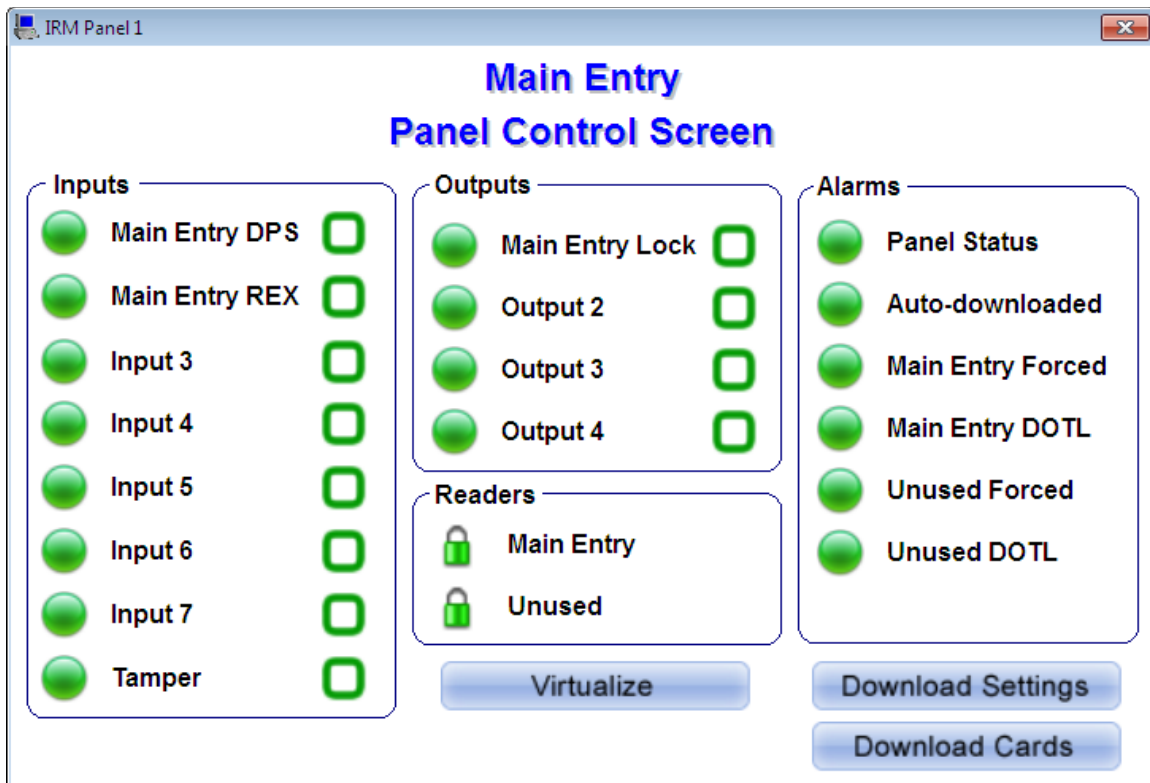 IRM Panel 1
Main Entry
Panel Control Screen
Inputs
Main Entry DPS
Main Entry REX
Input 3
Input 4
Input 5
Input 6
Input 7
Tamper
Outputs
Main Entry Lock
Output 2
Output 3
Output 4
Readers
Main Entry
Unused
Virtualize
Alarms
Panel Status
Auto-downloaded
Main Entry Forced
Main Entry DOTL
Unused Forced
Unused DOTL
Download Settings
Download Cards